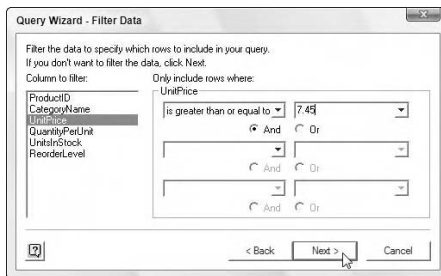 Query Wizard - Filter Data
Filter the data to specify which rows to include in your query.
If you don't want to filter the data, click Next.
Column to filter:
Only include rows where:
ProductID
CategoryName
UnitPrice
QuantityPerUnit
UnitsInStock
ReorderLevel
UnitPrice
is greater than or equal to
7.45
And Or
And Or
And Or
?
< Back
Next >
Cancel